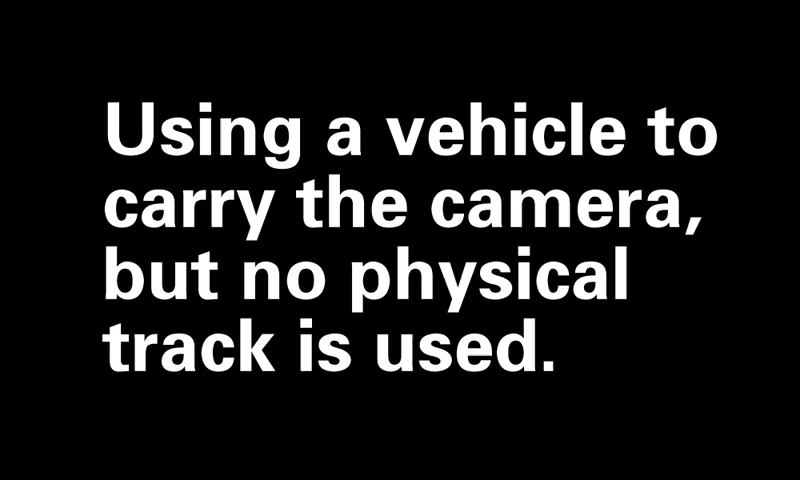 Using a vehicle to
carry the camera,
but no physical
track is used.